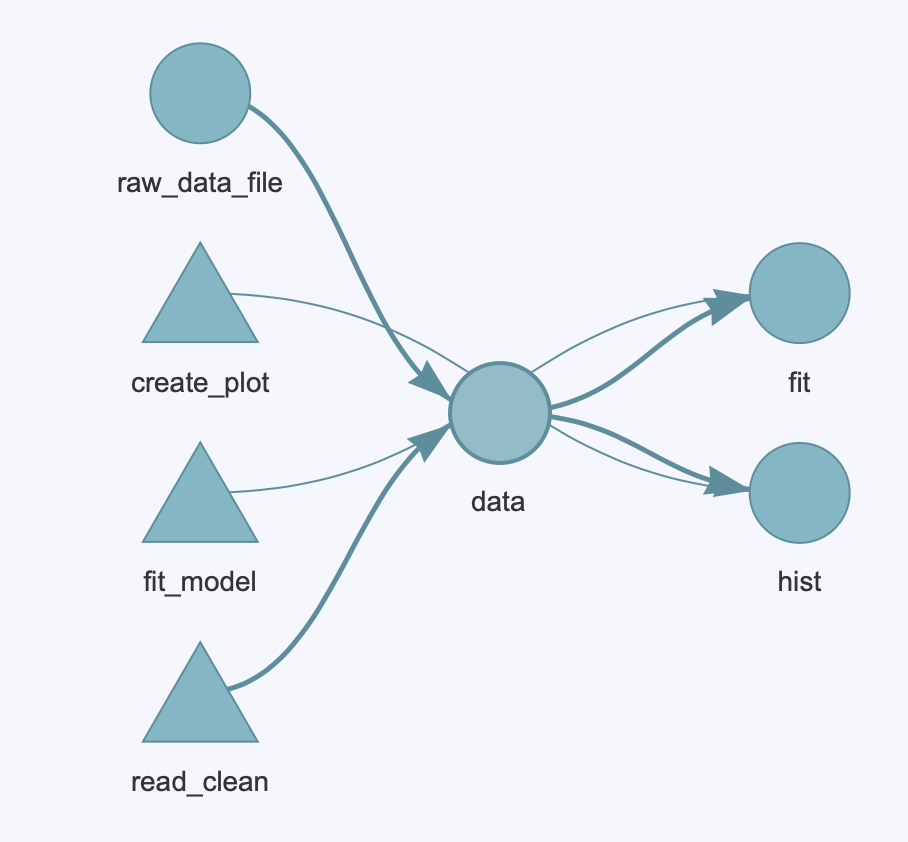 raw_data_file
create_plot
fit
data
fit_model
hist
read_clean